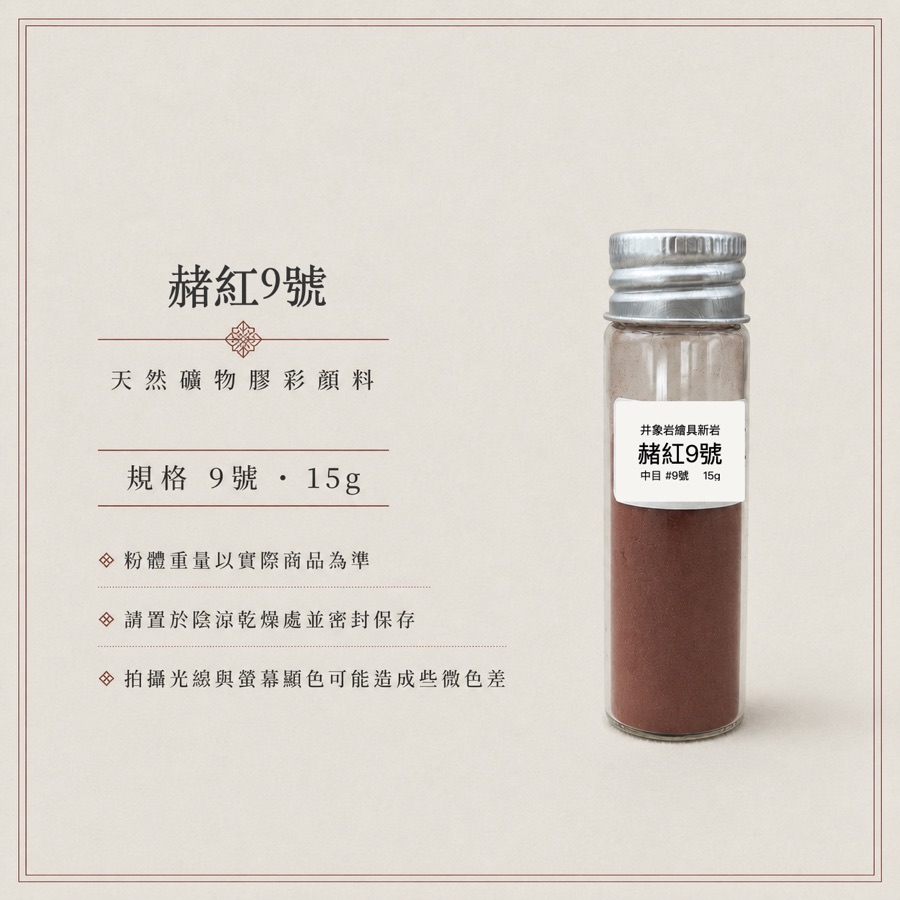 赭紅9號
天然礦物膠彩顏料
規格 9號・15g
粉體重量以實際商品為準
請置於陰涼乾燥處並密封保存
拍攝光線與螢幕顯色可能造成些微色差
井象岩繪具新岩
赭紅9號
中目 #9號 15g